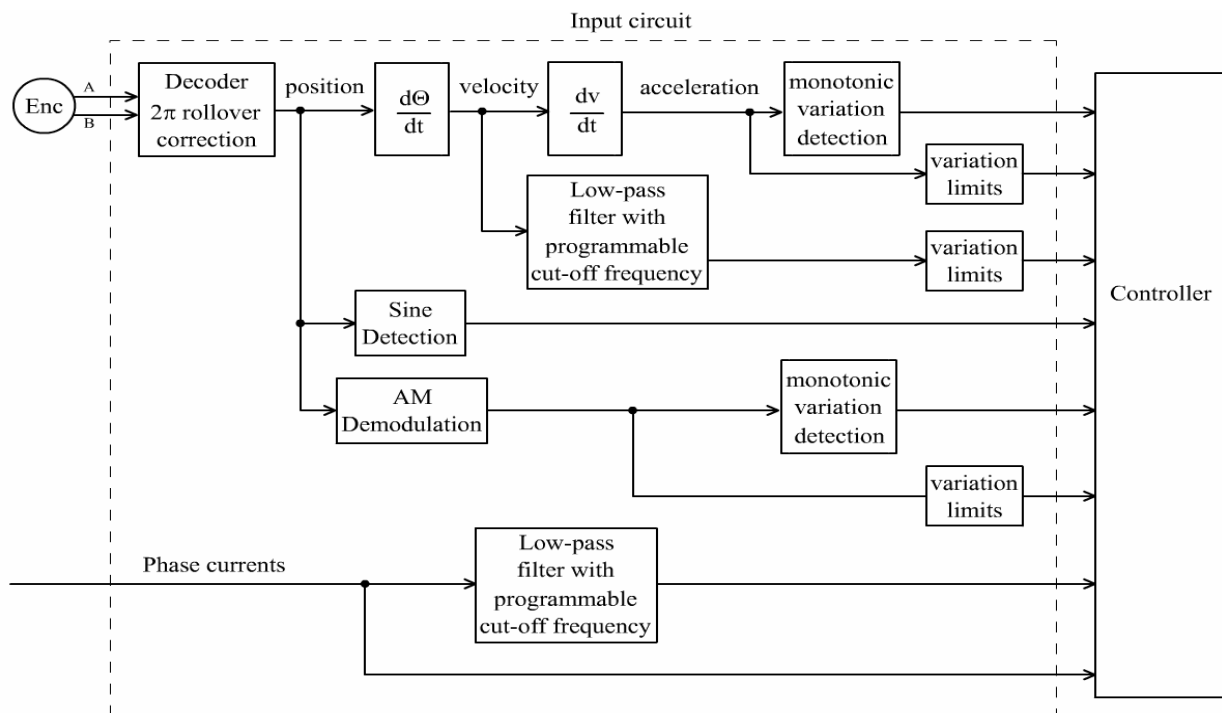 Input circuit
Enc
A
B
Decoder
2π rollover
correction
position
dΘ
dt
velocity
dv
dt
acceleration
monotonic
variation
detection
variation
limits
Low-pass
filter with
programmable
cut-off frequency
variation
limits
Controller
Sine
Detection
AM
Demodulation
monotonic
variation
detection
variation
limits
Phase currents
Low-pass
filter with
programmable
cut-off frequency